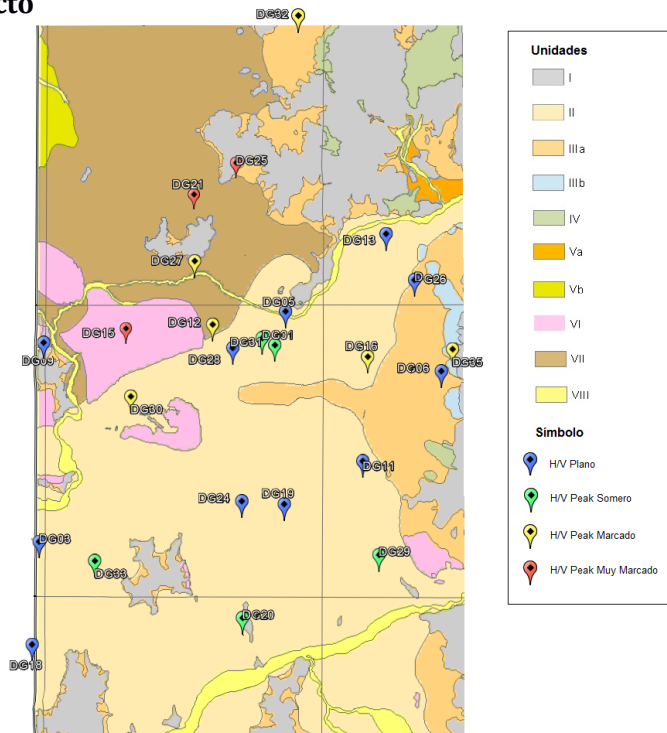 cto
DG32
DG25
DG21
DG13
DG27
DG26
DG05
DG12
DG15
DG31
DG01
DG28
DG16
DG35
DG09
DG06
DG30
DG11
DG24
DG19
DG03
DG29
DG33
DG20
DG18
Unidades
I
II
IIIa
IIIb
IV
Va
Vb
VI
VII
VIII
Símbolo
H/V Plano
H/V Peak Somero
H/V Peak Marcado
H/V Peak Muy Marcado